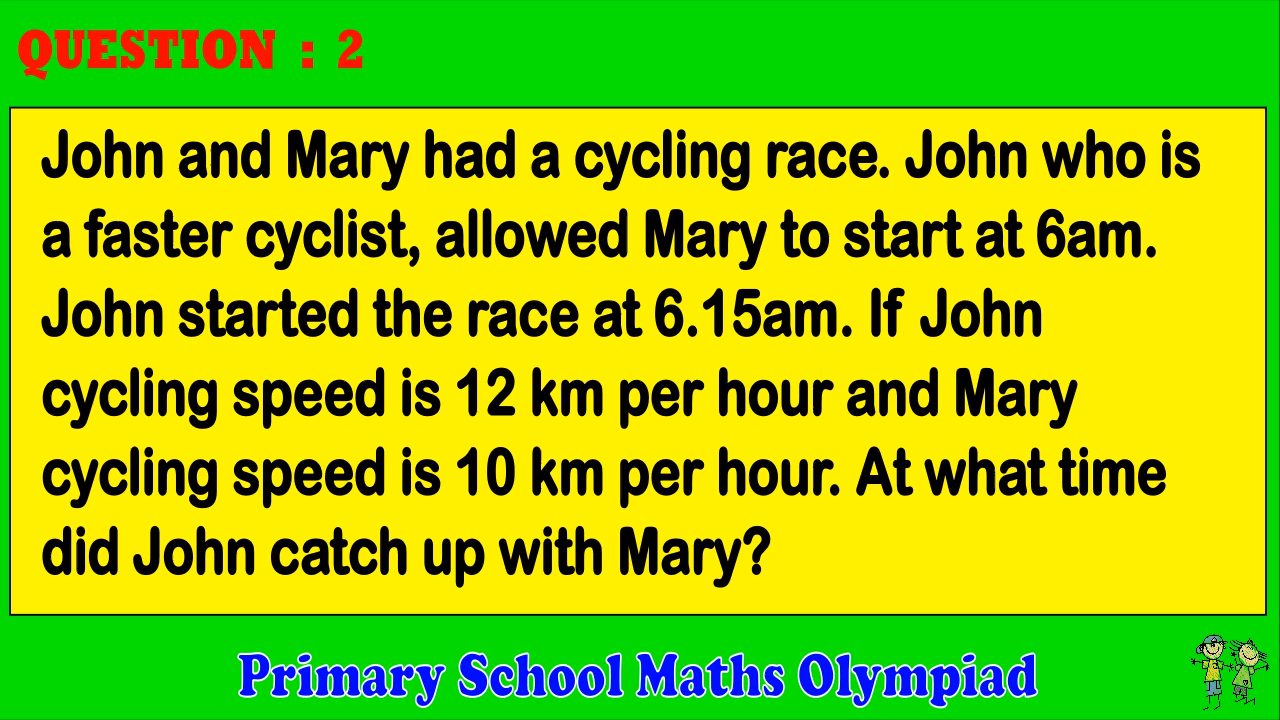 QUESTION : 2
John and Mary had a cycling race. John who is
a faster cyclist, allowed Mary to start at 6am.
John started the race at 6.15am. If John
cycling speed is 12 km per hour and Mary
cycling speed is 10 km per hour. At what time
did John catch up with Mary?
Primary School Maths Olympiad